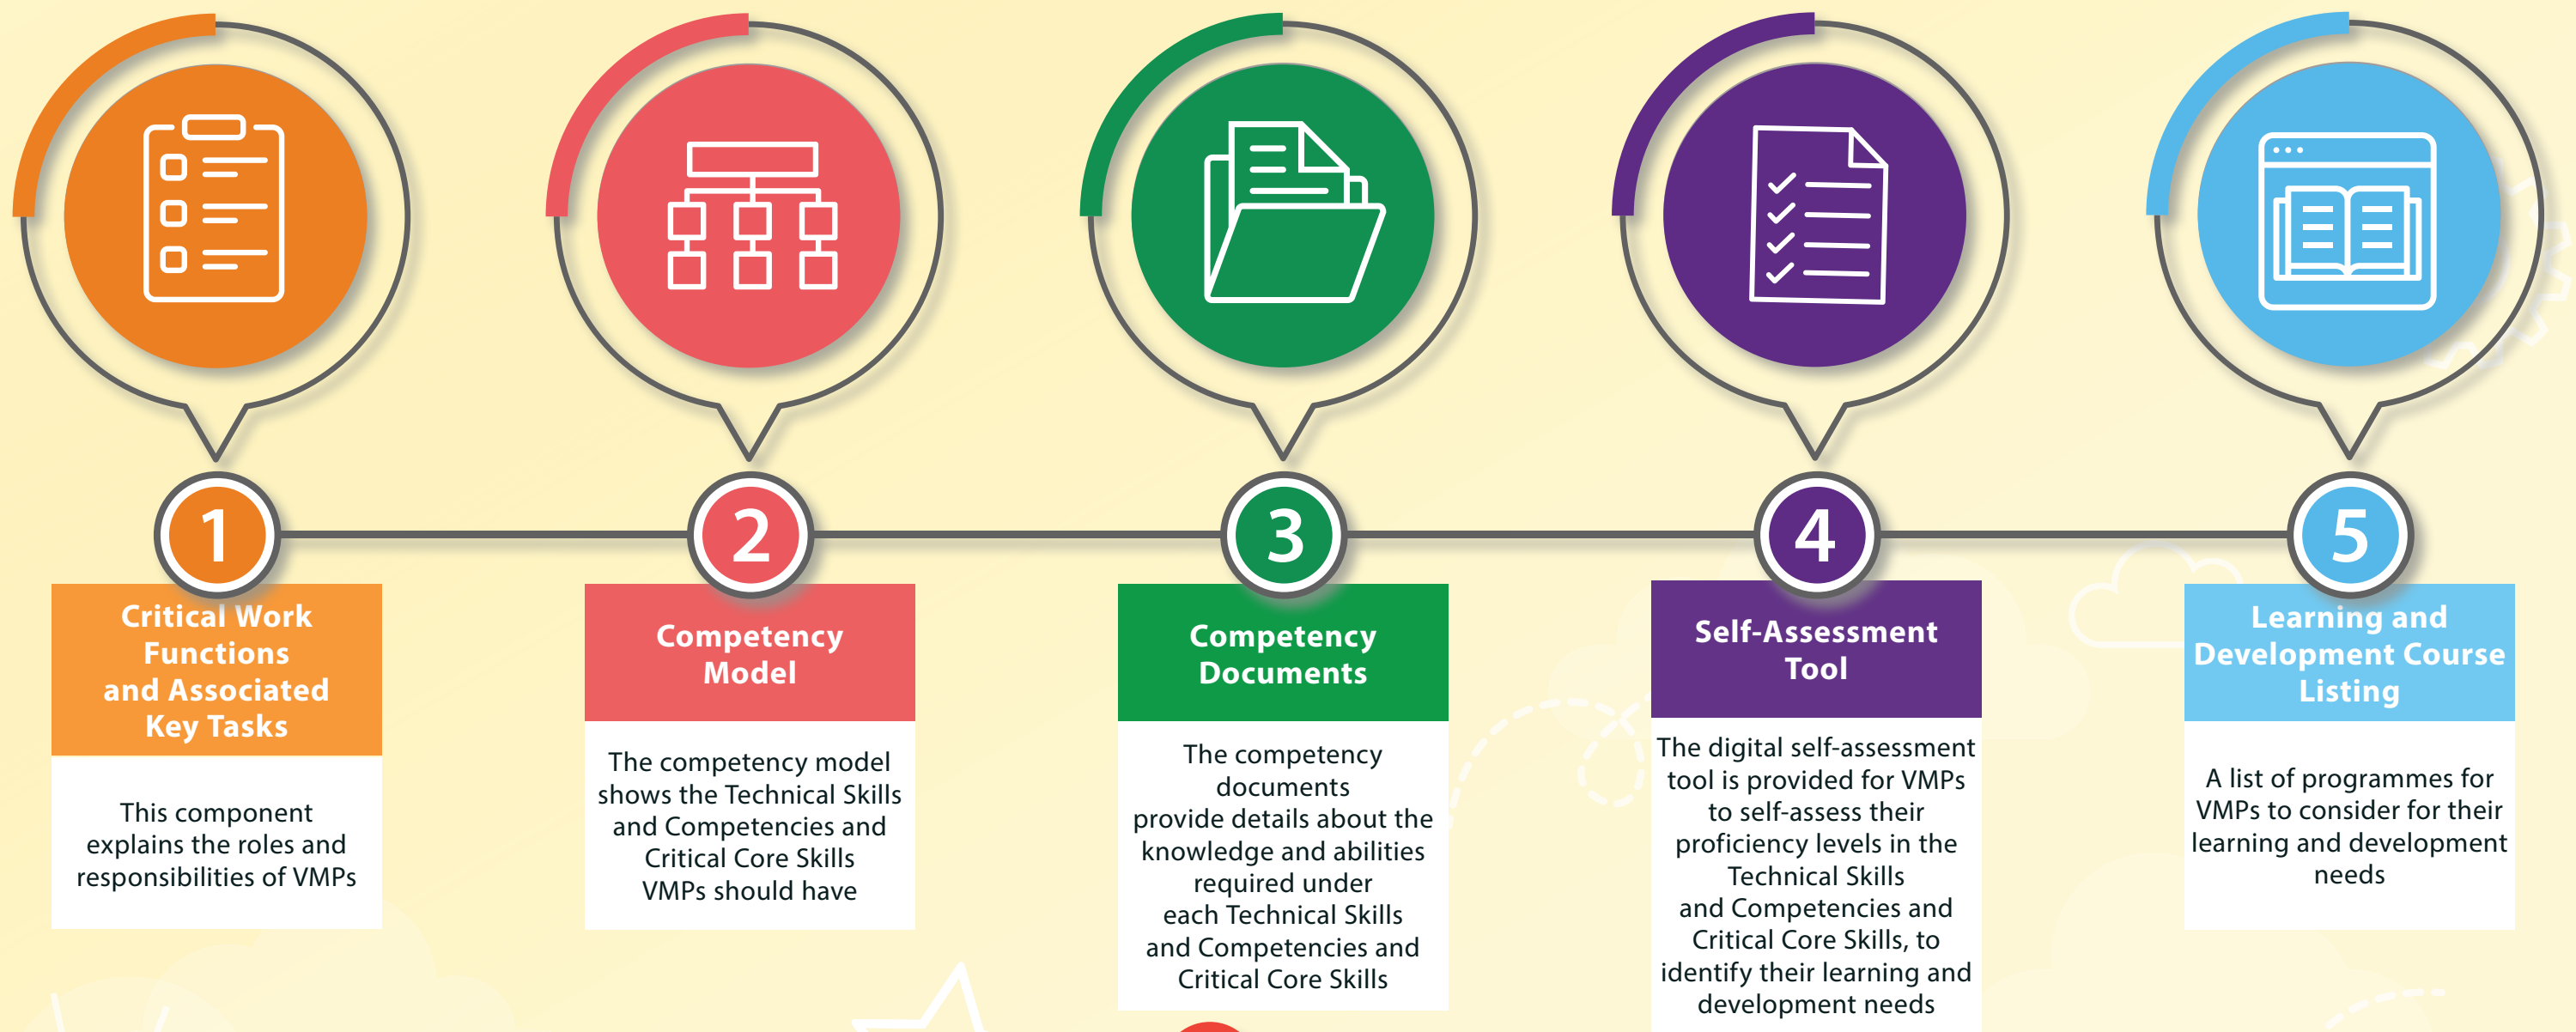 1
Critical Work
Functions
and Associated
Key Tasks
This component
explains the roles and
responsibilities of VMPs
2
Competency
Model
The competency model
shows the Technical Skills
and Competencies and
Critical Core Skills
VMPs should have
3
Competency
Documents
The competency
documents
provide details about the
knowledge and abilities
required under
each Technical Skills
and Competencies and
Critical Core Skills
4
Self-Assessment
Tool
The digital self-assessment
tool is provided for VMPs
to self-assess their
proficiency levels in the
Technical Skills
and Competencies and
Critical Core Skills, to
identify their learning and
development needs
5
Learning and
Development Course
Listing
A list of programmes for
VMPs to consider for their
learning and development
needs